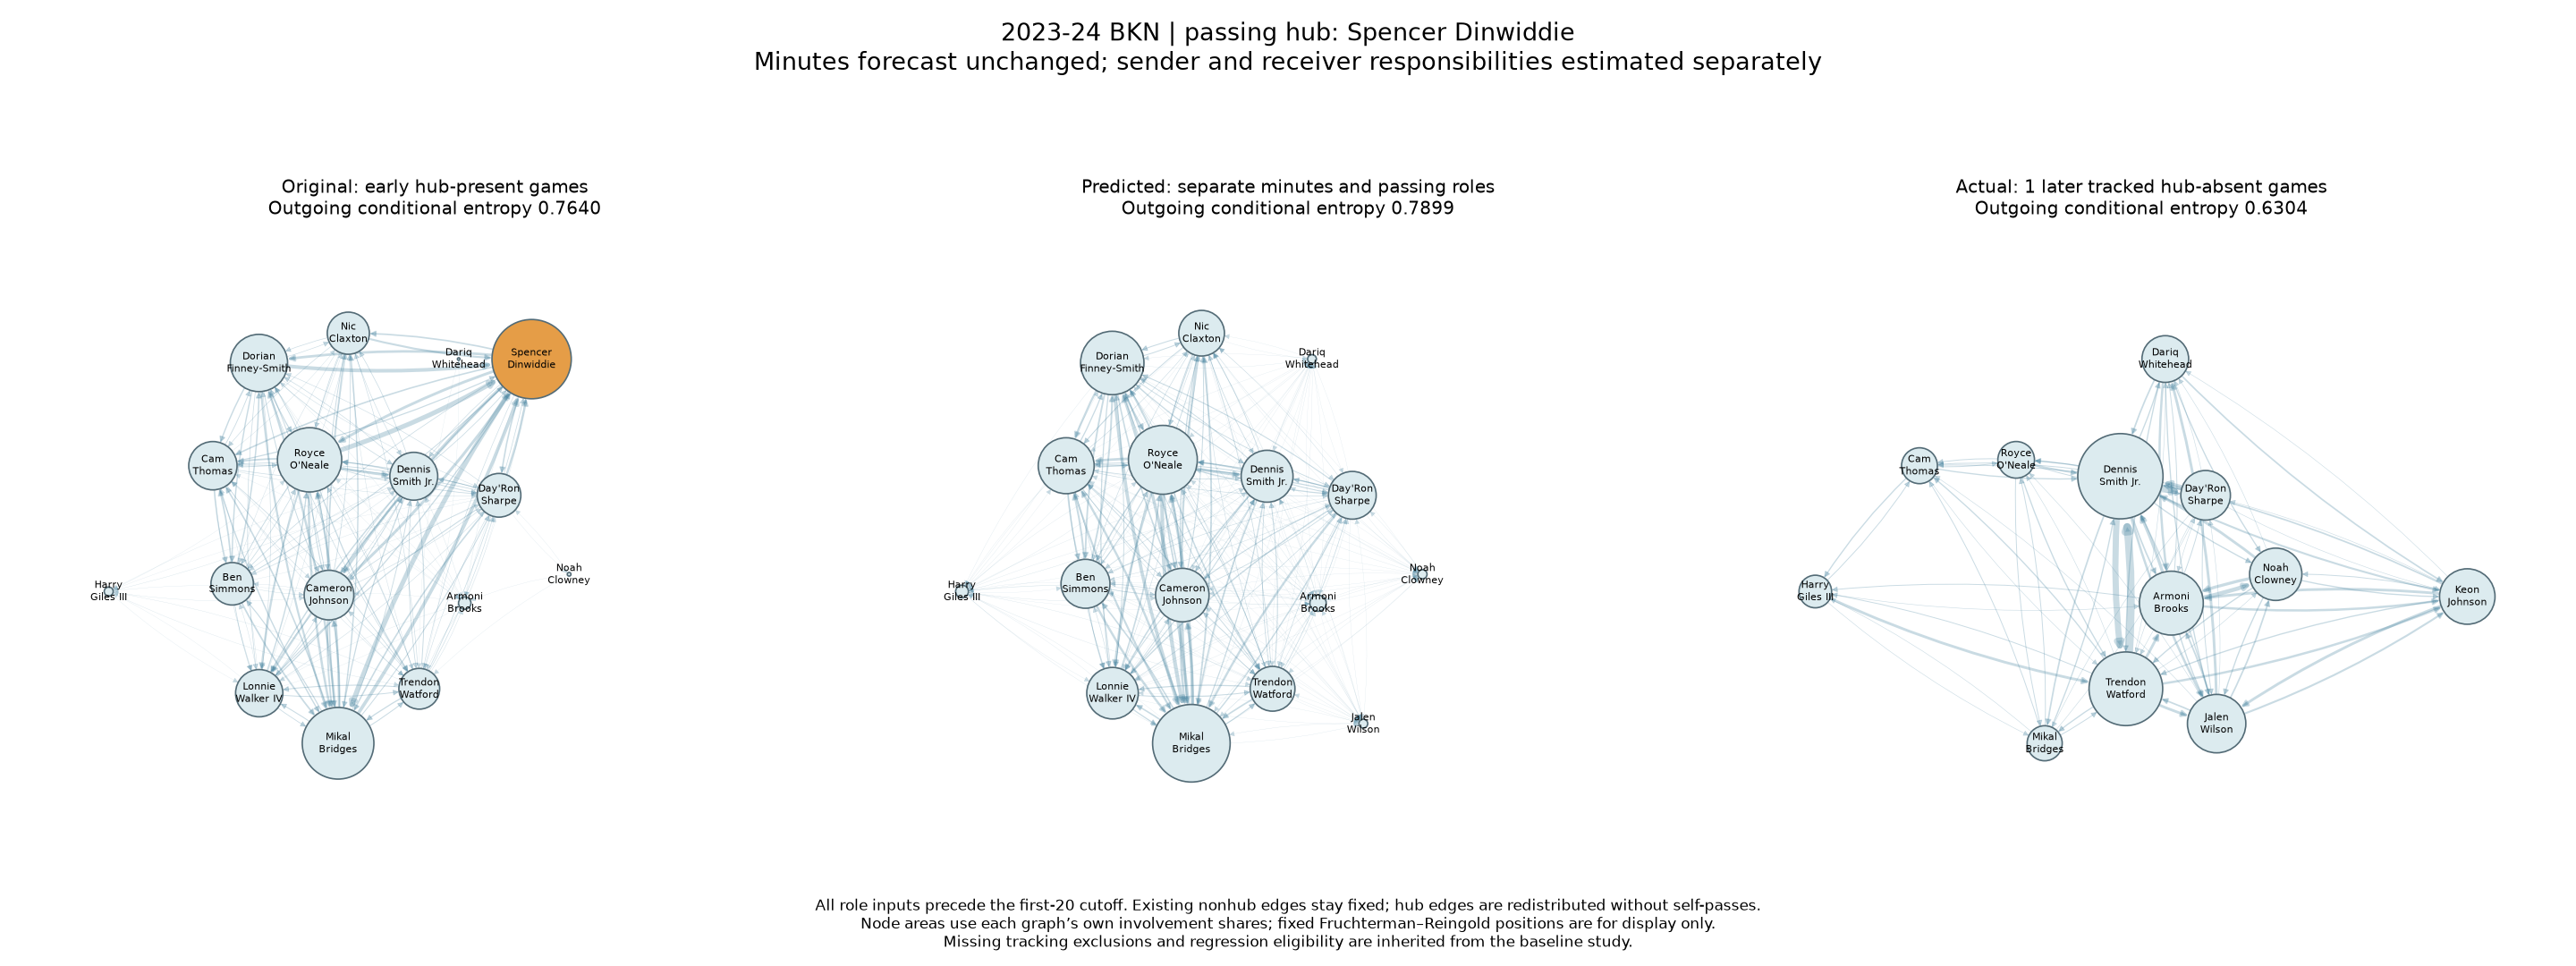 2023-24 BKN | passing hub: Spencer Dinwiddie
Minutes forecast unchanged; sender and receiver responsibilities estimated separately
Original: early hub-present games
Outgoing conditional entropy 0.7640
Nic
Claxton
Dorian
Finney-Smith
Dariq
Whitehead
Spencer
Dinwiddie
Cam
Thomas
Royce
O'Neale
Dennis
Smith Jr.
Day'Ron
Sharpe
Harry
Giles III
Ben
Simmons
Cameron
Johnson
Armoni
Brooks
Noah
Clowney
Lonnie
Walker IV
Trendon
Watford
Mikal
Bridges
Predicted: separate minutes and passing roles
Outgoing conditional entropy 0.7899
Nic
Claxton
Dorian
Finney-Smith
Dariq
Whitehead
Cam
Thomas
Royce
O'Neale
Dennis
Smith Jr.
Day'Ron
Sharpe
Harry
Giles III
Ben
Simmons
Cameron
Johnson
Armoni
Brooks
Noah
Clowney
Lonnie
Walker IV
Trendon
Watford
Jalen
Wilson
Mikal
Bridges
Actual: 1 later tracked hub-absent games
Outgoing conditional entropy 0.6304
Dariq
Whitehead
Cam
Thomas
Royce
O'Neale
Dennis
Smith Jr.
Day'Ron
Sharpe
Harry
Giles III
Armoni
Brooks
Noah
Clowney
Keon
Johnson
Trendon
Watford
Jalen
Wilson
Mikal
Bridges
All role inputs precede the first-20 cutoff. Existing nonhub edges stay fixed; hub edges are redistributed without self-passes.
Node areas use each graph’s own involvement shares; fixed Fruchterman–Reingold positions are for display only.
Missing tracking exclusions and regression eligibility are inherited from the baseline study.